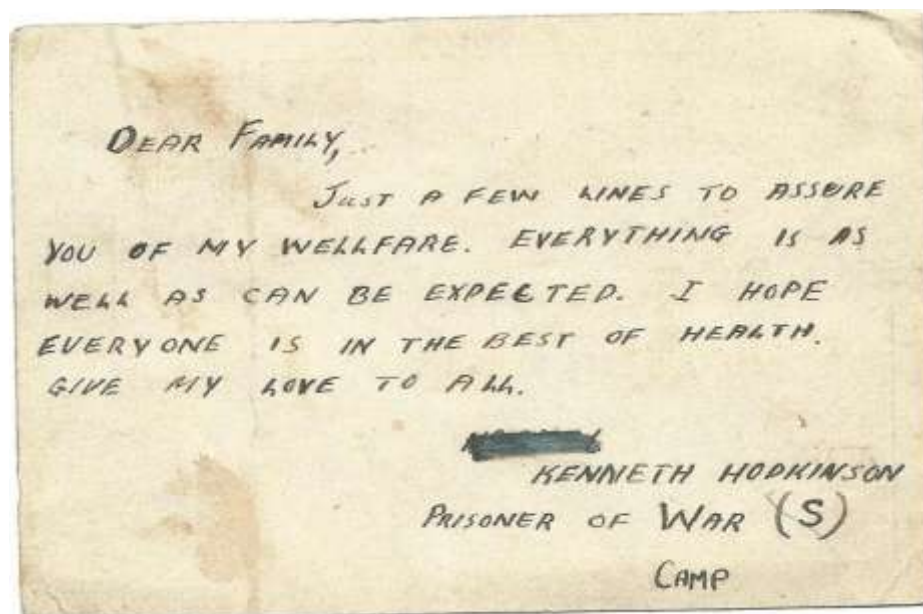 DEAR FAMILY,
JUST A FEW LINES TO ASSURE
YOU OF MY WELLFARE. EVERYTHING IS AS
WELL AS CAN BE EXPECTED. I HOPE
EVERYONE IS IN THE BEST OF HEALTH.
GIVE MY LOVE TO ALL.
KENNETH HODKINSON
PRISONER OF WAR (S)
CAMP